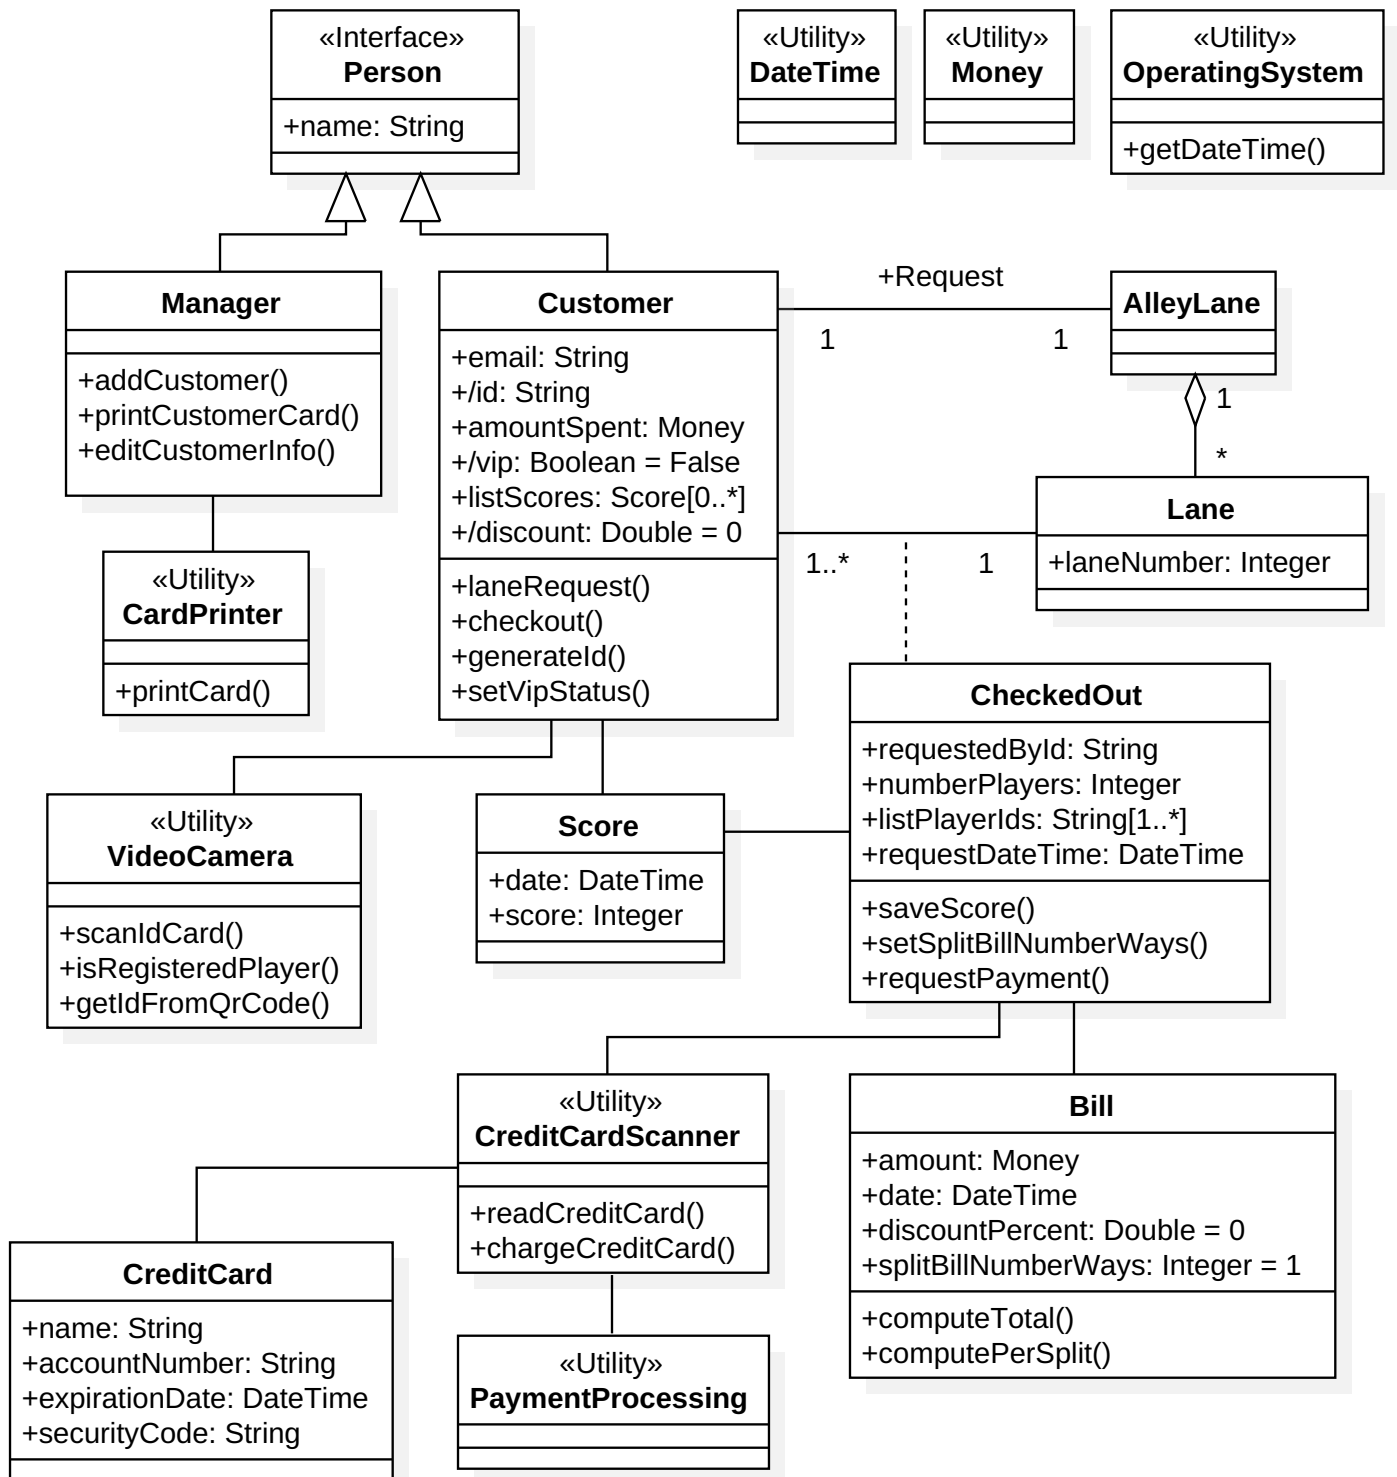 «Interface»
Person
+name: String
«Utility»
DateTime
«Utility»
Money
«Utility»
OperatingSystem
+getDateTime()
Manager
+addCustomer()
+printCustomerCard()
+editCustomerInfo()
Customer
+email: String
+/id: String
+amountSpent: Money
+/vip: Boolean = False
+listScores: Score[0..*]
+/discount: Double = 0
+laneRequest()
+checkout()
+generateId()
+setVipStatus()
+Request
1
1
AlleyLane
1
*
Lane
+laneNumber: Integer
1..*
1
«Utility»
CardPrinter
+printCard()
CheckedOut
+requestedById: String
+numberPlayers: Integer
+listPlayerIds: String[1..*]
+requestDateTime: DateTime
+saveScore()
+setSplitBillNumberWays()
+requestPayment()
«Utility»
VideoCamera
+scanIdCard()
+isRegisteredPlayer()
+getIdFromQrCode()
Score
+date: DateTime
+score: Integer
«Utility»
CreditCardScanner
+readCreditCard()
+chargeCreditCard()
Bill
+amount: Money
+date: DateTime
+discountPercent: Double = 0
+splitBillNumberWays: Integer = 1
+computeTotal()
+computePerSplit()
CreditCard
+name: String
+accountNumber: String
+expirationDate: DateTime
+securityCode: String
«Utility»
PaymentProcessing